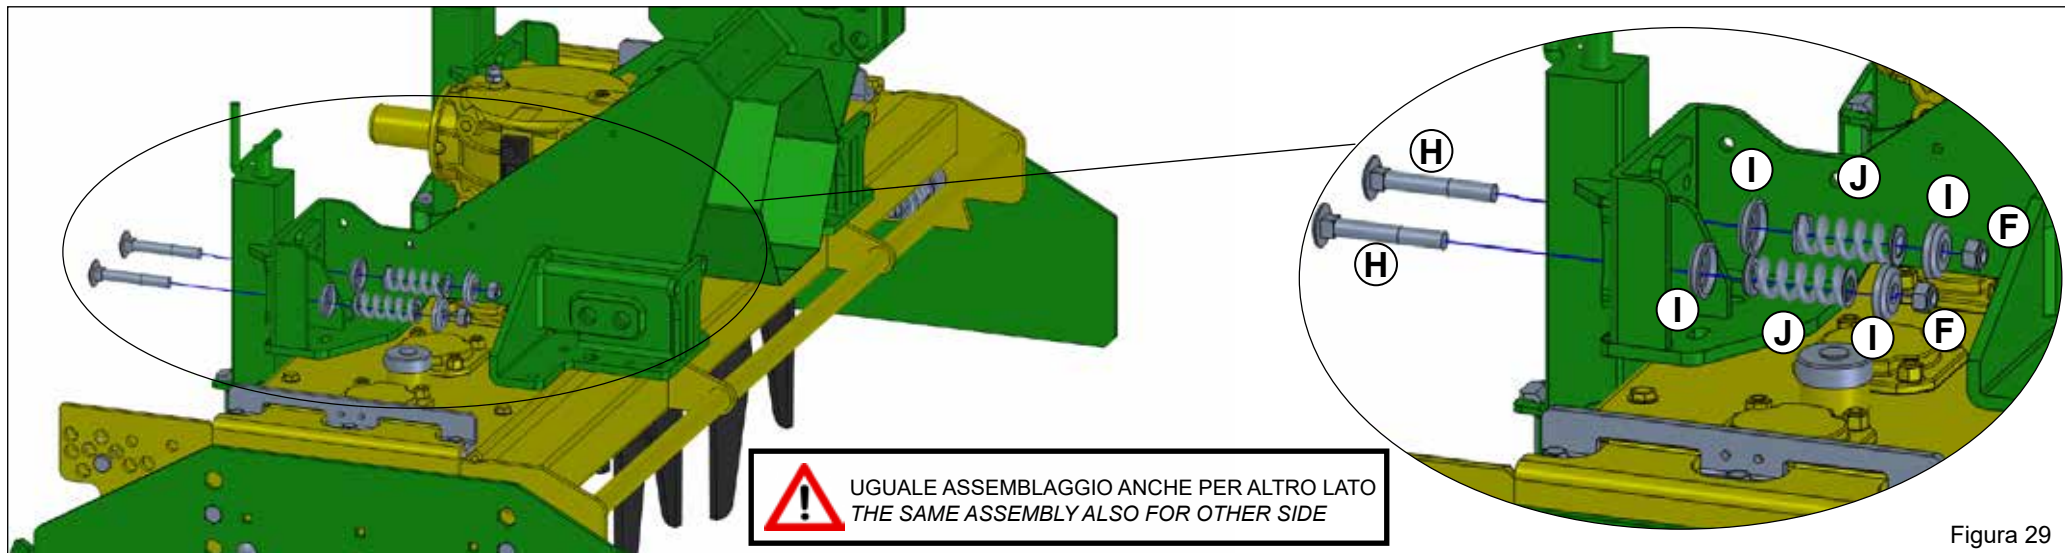 H
I
J
I
F
H
I
J
I
F
UGUALE ASSEMBLAGGIO ANCHE PER ALTRO LATO
THE SAME ASSEMBLY ALSO FOR OTHER SIDE
Figura 29